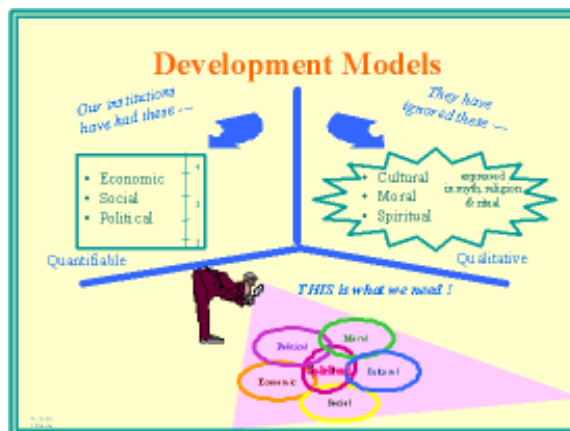 Development Models
Our institutions
have had these ---
They have
ignored these ---
• Economic
• Social
• Political
• Cultural
• Moral
• Spiritual
expressed
in myth, religion
& ritual
Quantifiable
Qualitative
THIS is what we need !
Political
Moral
Spiritual
Cultural
Economic
Social